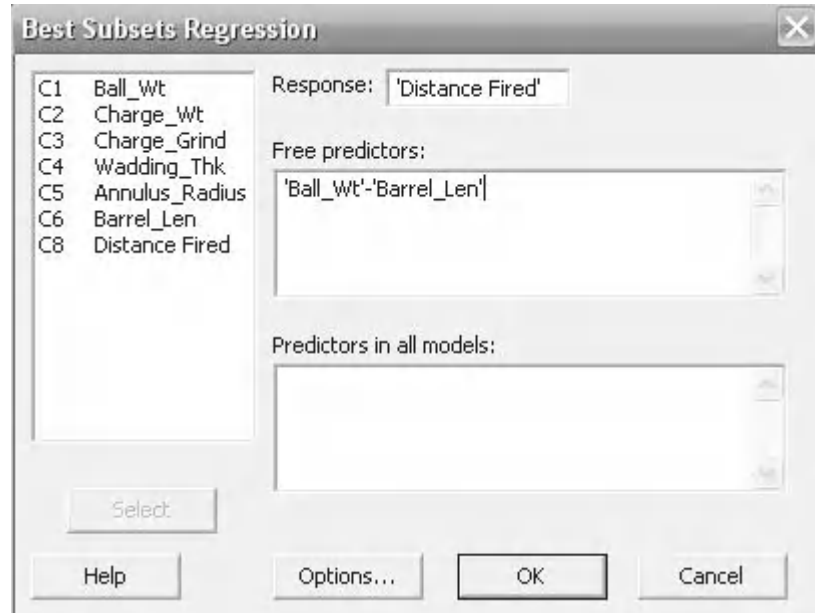 Best Subsets Regression
C1 Ball_Wt
C2 Charge_Wt
C3 Charge_Grind
C4 Wadding_Thk
C5 Annulus_Radius
C6 Barrel_Len
C8 Distance Fired
Response: 'Distance Fired'
Free predictors:
'Ball_Wt'-'Barrel_Len'
Predictors in all models:
Select
Help
Options...
OK
Cancel